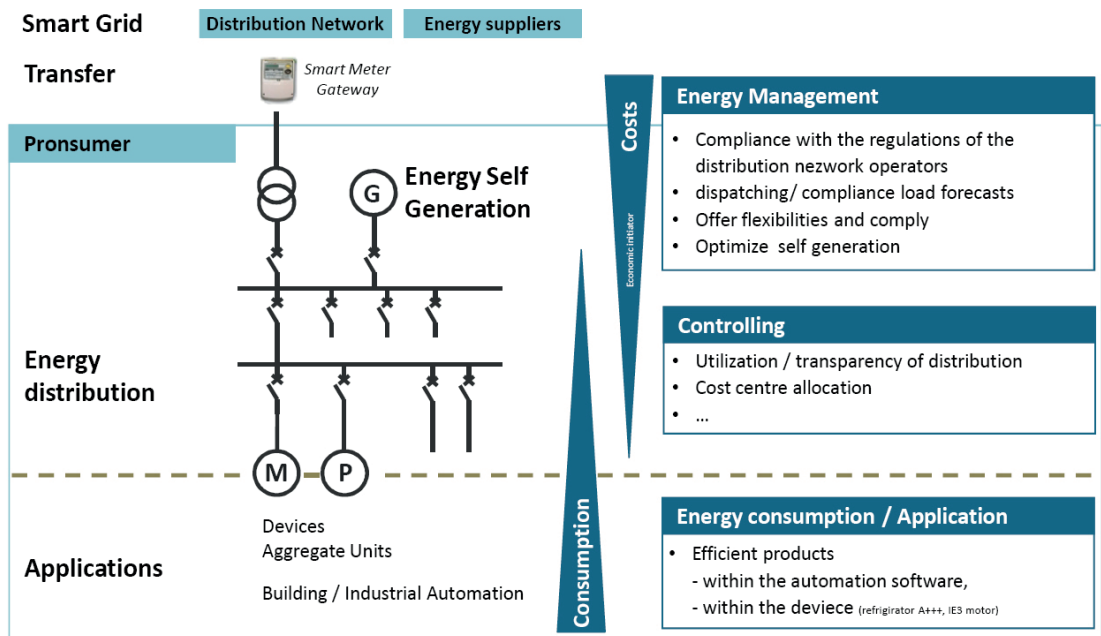 Smart Grid
Distribution Network
Energy suppliers
Transfer
Smart Meter
Gateway
Pronsumer
G
Energy Self
Generation
Energy
distribution
M
P
Devices
Aggregate Units
Building / Industrial Automation
Applications
Costs
Economic initiator
Consumption
Energy Management
• Compliance with the regulations of the
distribution nezwork operators
• dispatching/ compliance load forecasts
• Offer flexibilities and comply
• Optimize self generation
Controlling
• Utilization / transparency of distribution
• Cost centre allocation
• ...
Energy consumption / Application
• Efficient products
- within the automation software,
- within the deviece (refrigirator A+++, IE3 motor)